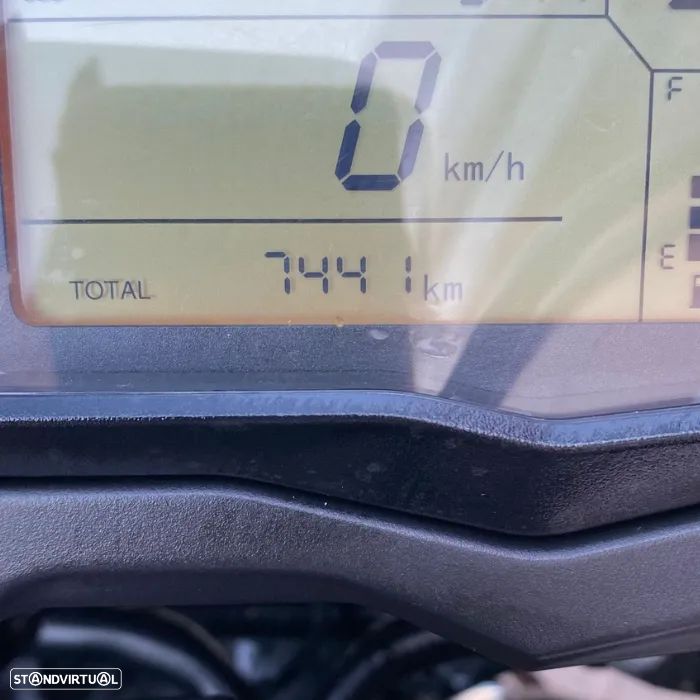 F
0 km/h
E
TOTAL 7441 km
STANDVIRTUAL